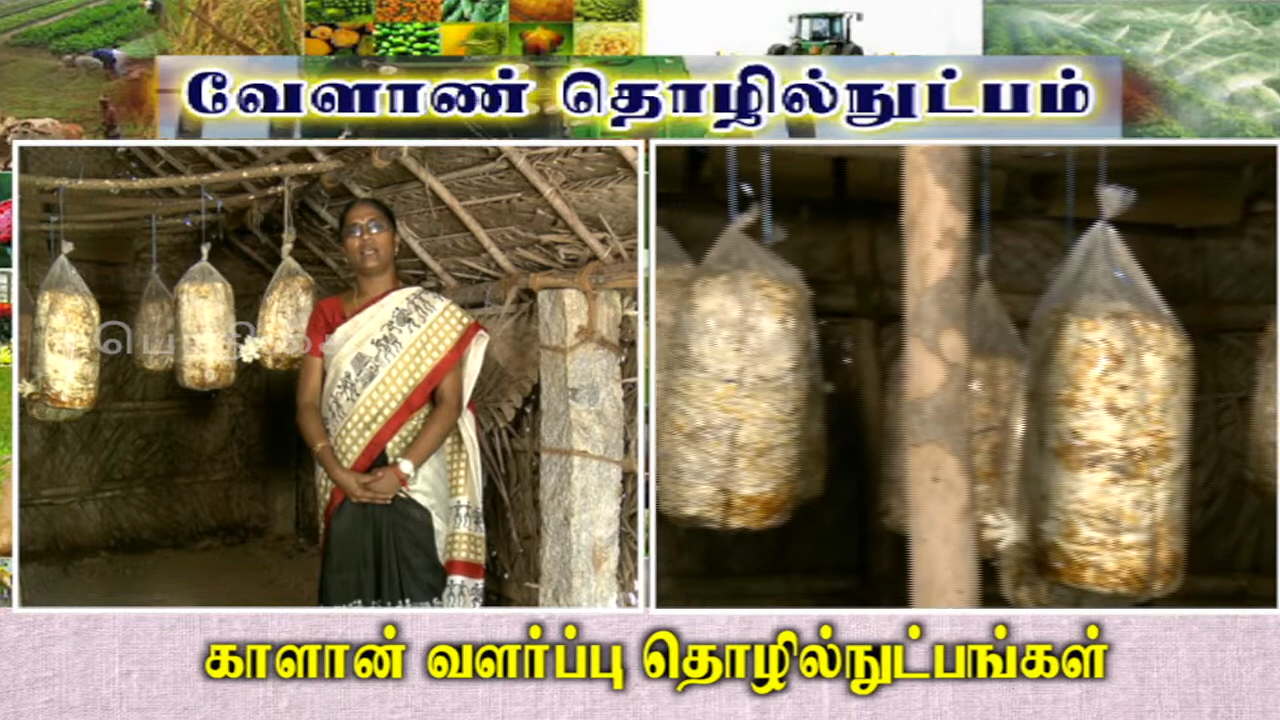 வேளாண் தொழில்நுட்பம்
காளான் வளர்ப்பு தொழில்நுட்பங்கள்